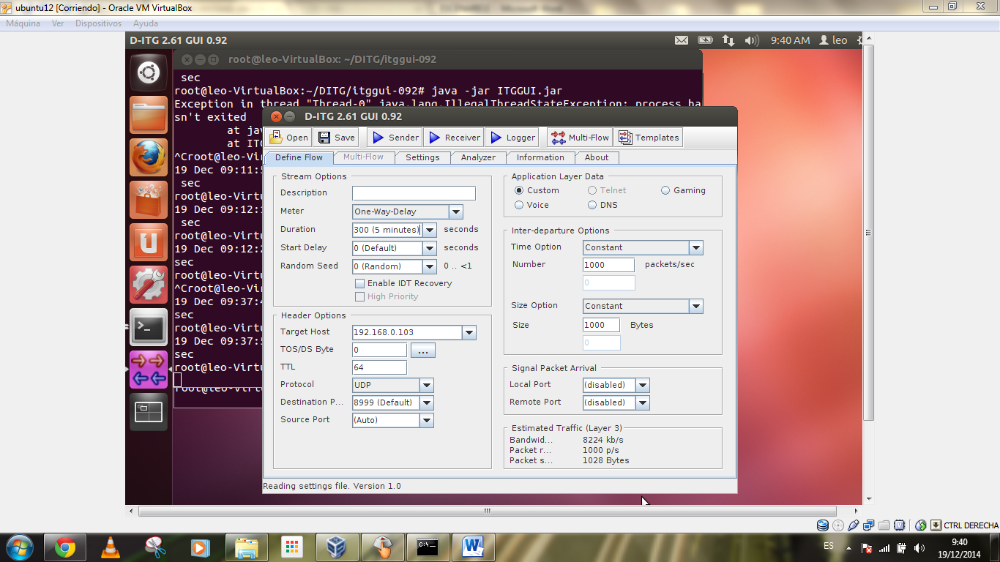 ubuntu12 [Corriendo] - Oracle VM VirtualBox
Máquina Ver Dispositivos Ayuda
D-ITG 2.61 GUI 0.92
9:40 AM leo
root@leo-VirtualBox: ~/DITG/itggui-092
sec
root@leo-VirtualBox:~/DITG/itggui-092# java -jar ITGGUI.jar
Exception in thread "Thread-0" java.lang.IllegalThreadStateException: process ha
sn't exited
at jav
at ITG
^Croot@leo-Vir
19 Dec 09:11:5
sec
root@leo-Virtu
19 Dec 09:12:1
sec
root@leo-Virtu
19 Dec 09:12:2
sec
root@leo-Virtu
^Croot@leo-Vir
19 Dec 09:37:4
sec
root@leo-Virtu
19 Dec 09:37:5
sec
root@leo-Virtu
D-ITG 2.61 GUI 0.92
Open Save Sender Receiver Logger Multi-Flow Templates
Define Flow Multi-Flow Settings Analyzer Information About
Stream Options
Description
Meter One-Way-Delay
Duration 300 (5 minutes) seconds
Start Delay 0 (Default) seconds
Random Seed 0 (Random) 0 .. <1
Enable IDT Recovery
High Priority
Header Options
Target Host 192.168.0.103
TOS/DS Byte 0 ...
TTL 64
Protocol UDP
Destination P... 8999 (Default)
Source Port (Auto)
Application Layer Data
Custom Telnet Gaming
Voice DNS
Inter-departure Options
Time Option Constant
Number 1000 packets/sec
0
Size Option Constant
Size 1000 Bytes
0
Signal Packet Arrival
Local Port (disabled)
Remote Port (disabled)
Estimated Traffic (Layer 3)
Bandwid... 8224 kb/s
Packet r... 1000 p/s
Packet s... 1028 Bytes
Reading settings file. Version 1.0
CTRL DERECHA
ES
9:40
19/12/2014